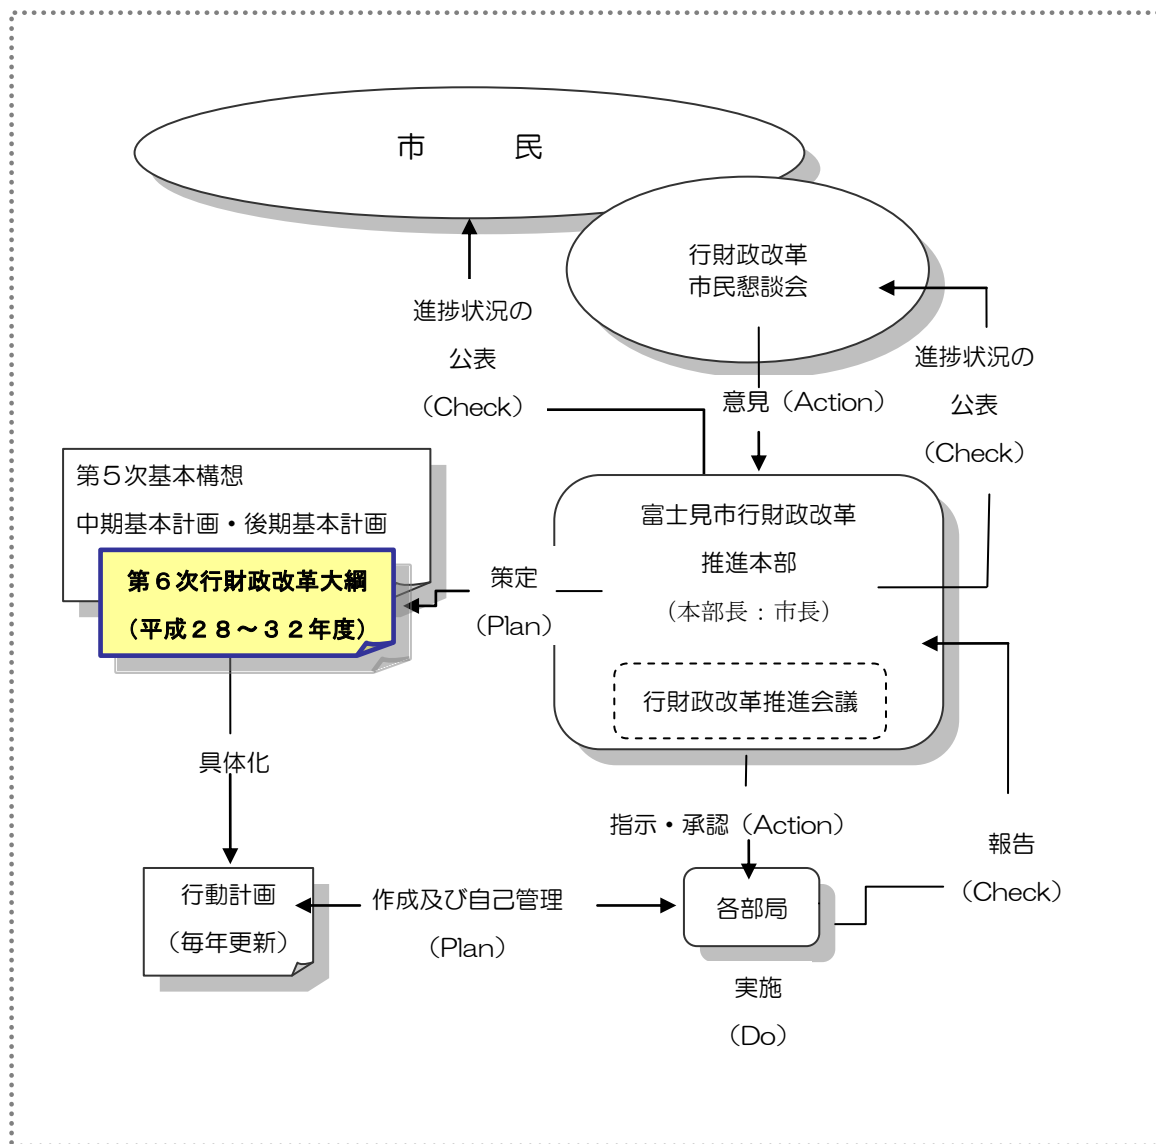 市　民
行財政改革
市民懇談会
進捗状況の
公表
（Check）
進捗状況の
公表
（Check）
意見（Action）
第５次基本構想
中期基本計画・後期基本計画
第６次行財政改革大綱
（平成２８～３２年度）
策定
（Plan）
富士見市行財政改革
推進本部
（本部長：市長）
行財政改革推進会議
具体化
指示・承認（Action）
報告
（Check）
行動計画
（毎年更新）
作成及び自己管理
（Plan）
各部局
実施
（Do）